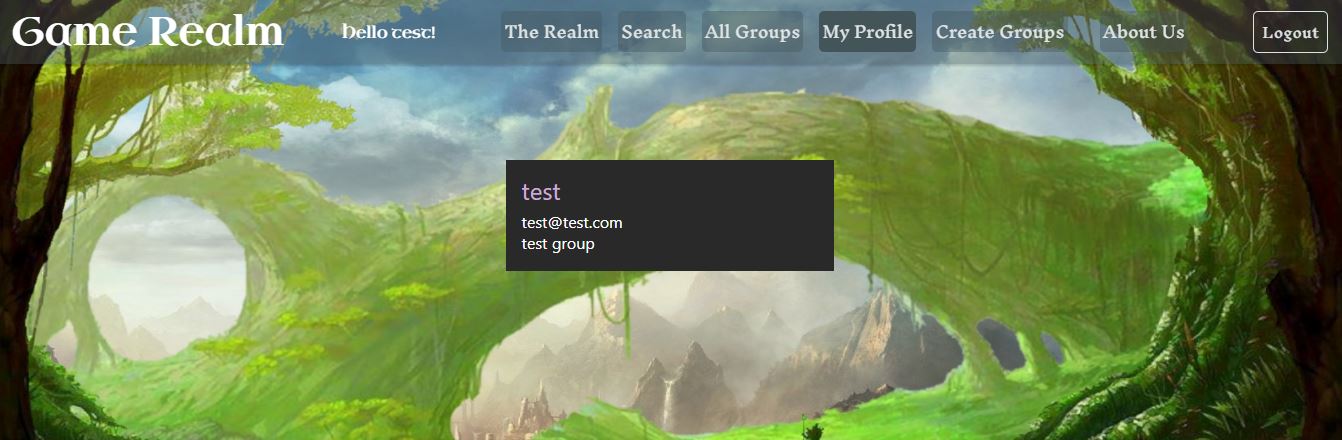 Game Realm
Hello test!
The Realm
Search
All Groups
My Profile
Create Groups
About Us
Logout
test
test@test.com
test group